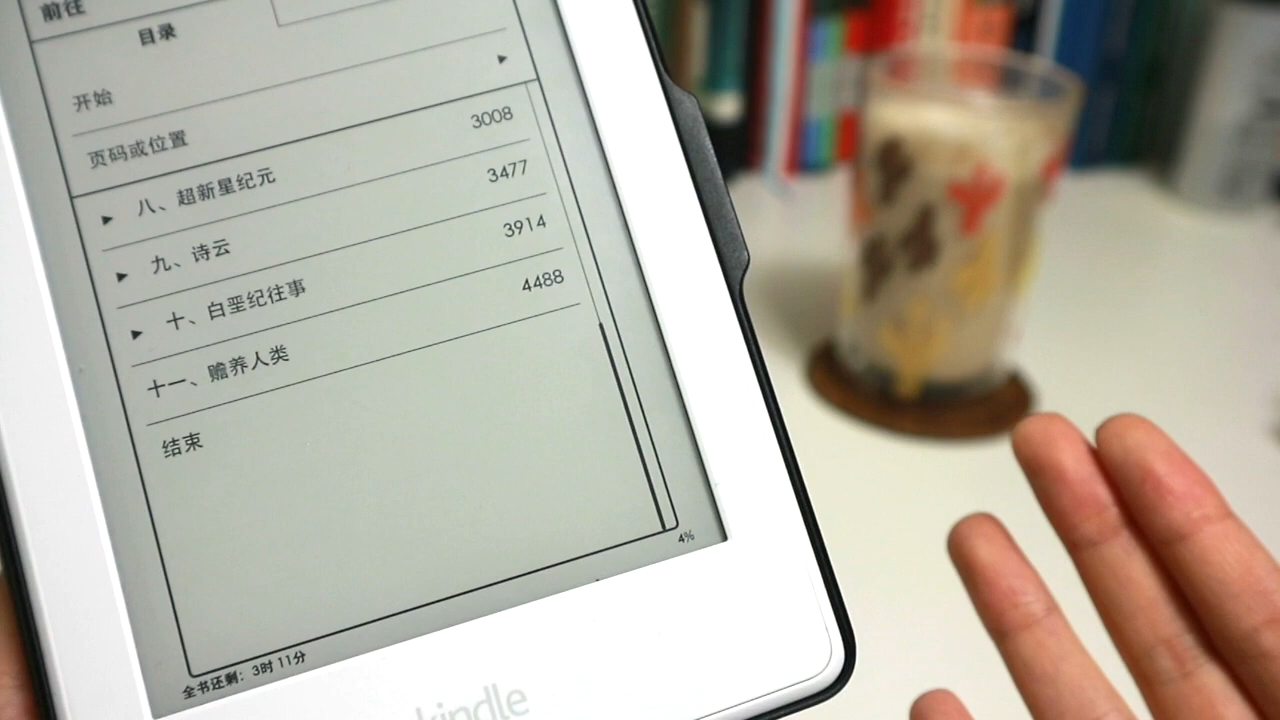 前往
目录
开始
页码或位置
八、超新星纪元 3008
九、诗云 3477
十、白垩纪往事 3914
十一、赡养人类 4488
结束
4%
全书还剩：3时 11分
kindle